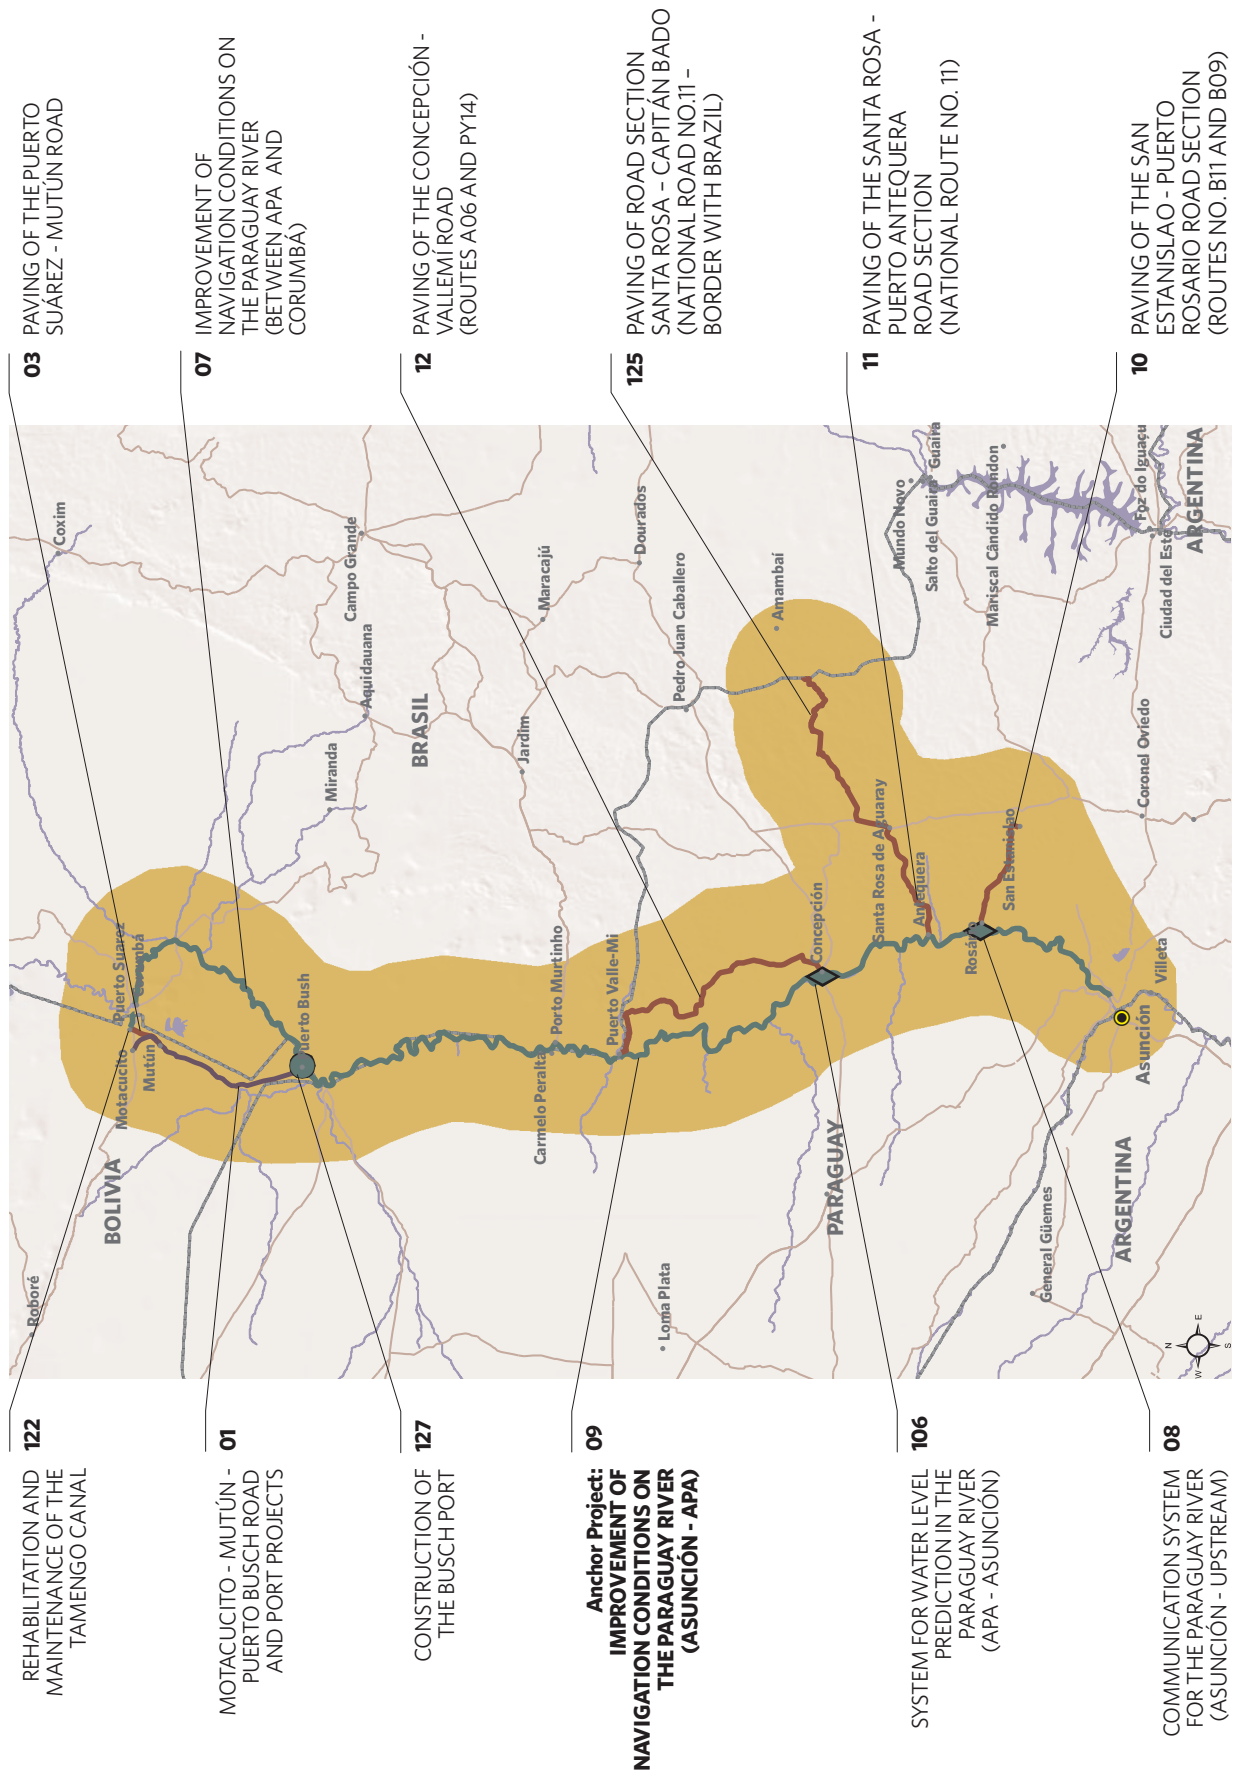 REHABILITATION AND
MAINTENANCE OF THE
TAMENGO CANAL
122
MOTACUCITO - MUTÚN -
PUERTO BUSCH ROAD
AND PORT PROJECTS
01
CONSTRUCTION OF
THE BUSCH PORT
127
Anchor Project:
IMPROVEMENT OF
NAVIGATION CONDITIONS ON
THE PARAGUAY RIVER
(ASUNCIÓN - APA)
09
SYSTEM FOR WATER LEVEL
PREDICTION IN THE
PARAGUAY RIVER
(APA - ASUNCIÓN)
106
COMMUNICATION SYSTEM
FOR THE PARAGUAY RIVER
(ASUNCIÓN - UPSTREAM)
08
Roboré
Coxim
BOLIVIA
Motacucito
Puerto Suarez
Corumbá
Mutún
Puerto Bush
Miranda
Campo Grande
Aquidauana
BRASIL
Jardim
Maracajú
Carmelo Peralta
Porto Murtinho
Puerto Valle-Mi
Dourados
Loma Plata
Pedro Juan Caballero
Amambaí
PARAGUAY
Concepción
Santa Rosa de Aguaray
Mundo Novo
Antequera
Salto del Guairá
Guaira
Rosário
Mariscal Cândido Rondon
San Estanislao
General Güemes
ARGENTINA
Asunción
Villeta
Coronel Oviedo
Foz do Iguaçu
Ciudad del Este
ARGENTINA
N
W
E
S
03
PAVING OF THE PUERTO
SUÁREZ - MUTÚN ROAD
07
IMPROVEMENT OF
NAVIGATION CONDITIONS ON
THE PARAGUAY RIVER
(BETWEEN APA AND
CORUMBÁ)
12
PAVING OF THE CONCEPCIÓN -
VALLEMÍ ROAD
(ROUTES A06 AND PY14)
125
PAVING OF ROAD SECTION
SANTA ROSA – CAPITÁN BADO
(NATIONAL ROAD NO.11 –
BORDER WITH BRAZIL)
11
PAVING OF THE SANTA ROSA -
PUERTO ANTEQUERA
ROAD SECTION
(NATIONAL ROUTE NO. 11)
10
PAVING OF THE SAN
ESTANISLAO - PUERTO
ROSARIO ROAD SECTION
(ROUTES NO. B11 AND B09)